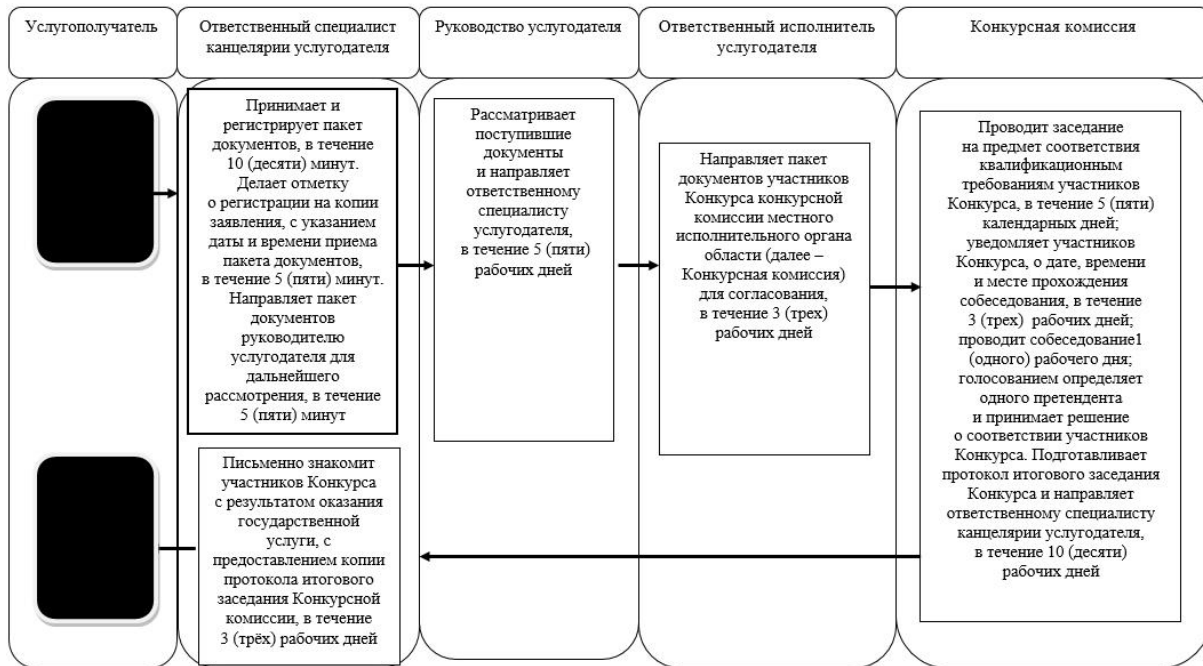 Услугополучатель
Ответственный специалист
канцелярии услугодателя
Руководство услугодателя
Ответственный исполнитель
услугодателя
Конкурсная комиссия
Принимает и
регистрирует пакет
документов, в течение
10 (десяти) минут.
Делает отметку
о регистрации на копии
заявления, с указанием
даты и времени приема
пакета документов,
в течение 5 (пяти) минут.
Направляет пакет
документов
руководителю
услугодателя для
дальнейшего
рассмотрения, в течение
5 (пяти) минут
Рассматривает
поступившие
документы
и направляет
ответственному
специалисту
услугодателя,
в течение 5 (пяти)
рабочих дней
Направляет пакет
документов участников
Конкурса конкурсной
комиссии местного
исполнительного органа
области (далее –
Конкурсная комиссия)
для согласования,
в течение 3 (трех)
рабочих дней
Проводит заседание
на предмет соответствия
квалификационным
требованиям участников
Конкурса, в течение 5 (пяти)
календарных дней;
уведомляет участников
Конкурса, о дате, времени
и месте прохождения
собеседования, в течение
3 (трех) рабочих дней;
проводит собеседование1
(одного) рабочего дня;
голосованием определяет
одного претендента
и принимает решение
о соответствии участников
Конкурса. Подготавливает
протокол итогового заседания
Конкурса и направляет
ответственному специалисту
канцелярии услугодателя,
в течение 10 (десяти)
рабочих дней
Письменно знакомит
участников Конкурса
с результатом оказания
государственной
услуги, с
предоставлением копии
протокола итогового
заседания Конкурсной
комиссии, в течение
3 (трёх) рабочих дней